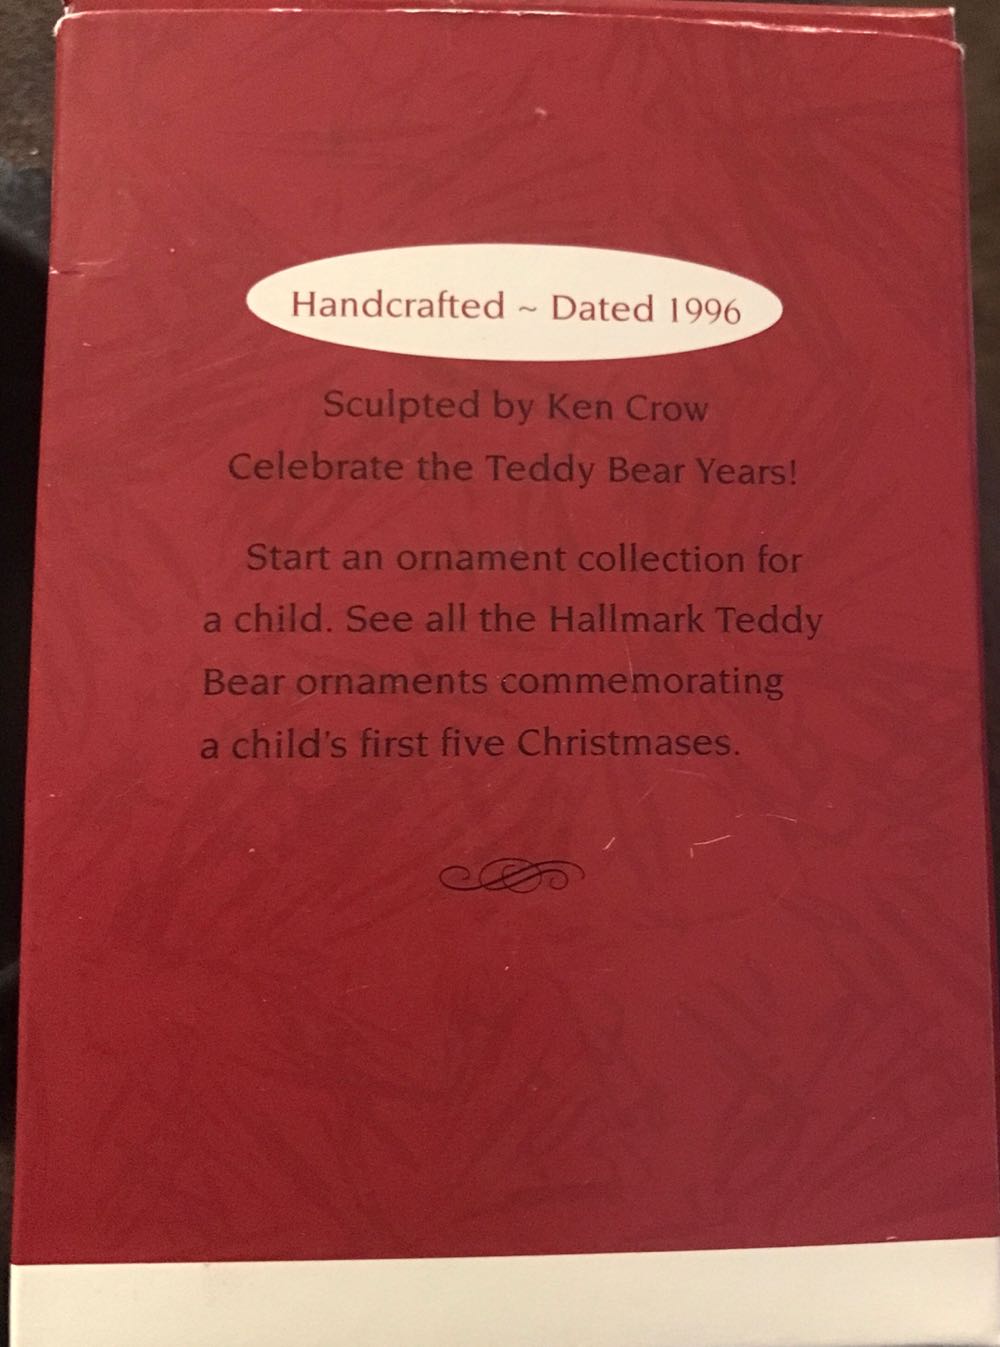 Handcrafted ~ Dated 1996
Sculpted by Ken Crow
Celebrate the Teddy Bear Years!
Start an ornament collection for
a child. See all the Hallmark Teddy
Bear ornaments commemorating
a child's first five Christmases.